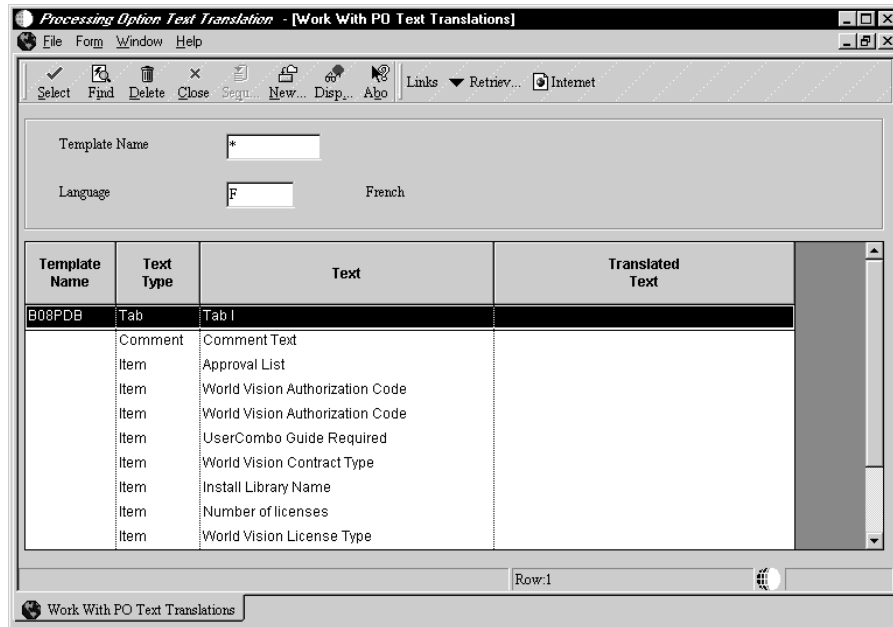 Processing Option Text Translation - [Work With PO Text Translations]
File Form Window Help
Select Find Delete Close Sequ... New... Disp... Abo Links Retriev... Internet
Template Name *
Language F French
Template Name Text Type Text Translated Text
B08PDB Tab Tab I
Comment Comment Text
Item Approval List
Item World Vision Authorization Code
Item World Vision Authorization Code
Item UserCombo Guide Required
Item World Vision Contract Type
Item Install Library Name
Item Number of licenses
Item World Vision License Type
Row:1
Work With PO Text Translations